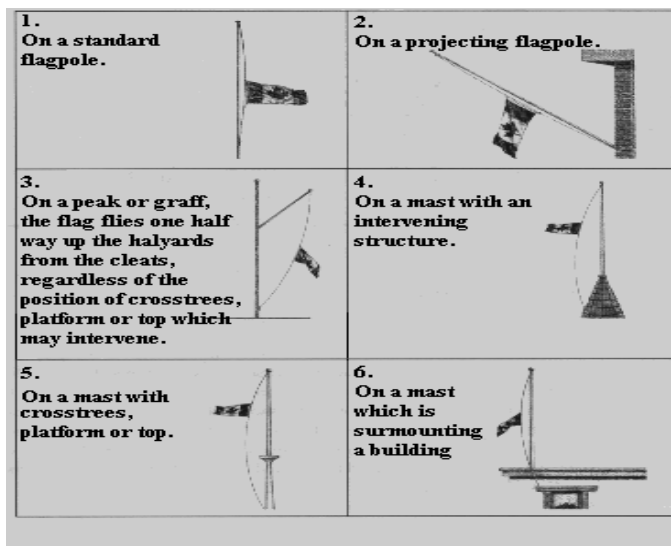 1.
On a standard
flagpole.
2.
On a projecting flagpole.
3.
On a peak or graff,
the flag flies one half
way up the halyards
from the cleats,
regardless of the
position of crosstrees,
platform or top which
may intervene.
4.
On a mast with an
intervening
structure.
5.
On a mast with
crosstrees,
platform or top.
6.
On a mast
which is
surmounting
a building